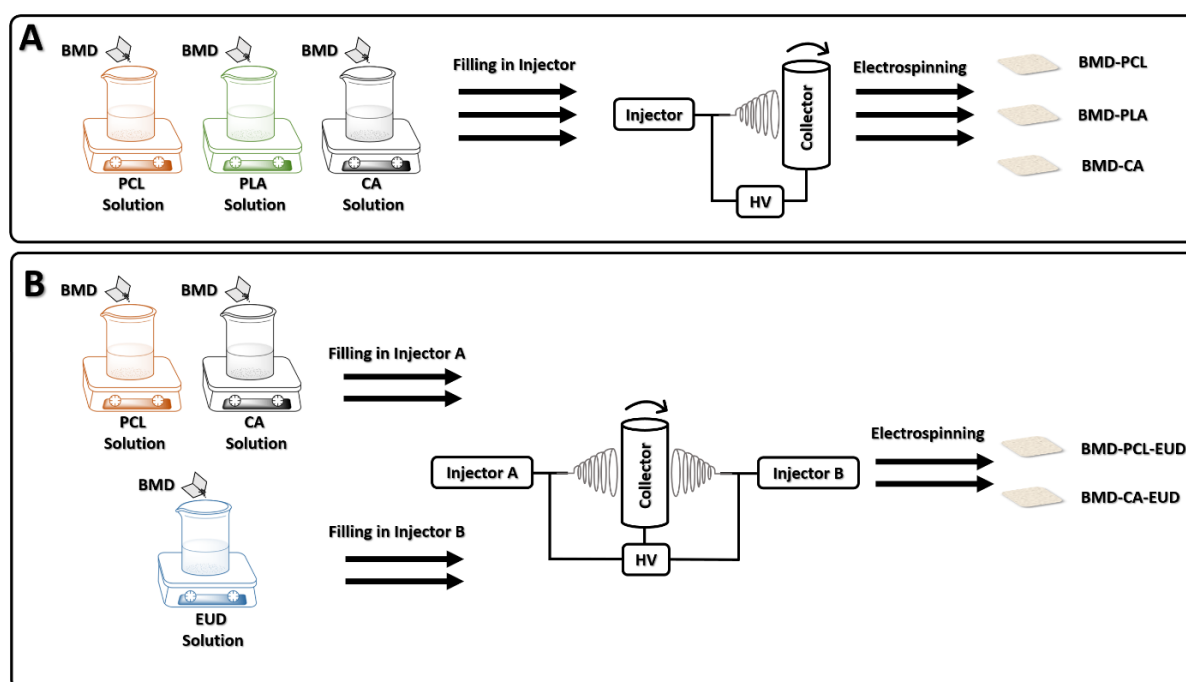 A
BMD
BMD
BMD
PCL
Solution
PLA
Solution
CA
Solution
Filling in Injector
Injector
Collector
HV
Electrospinning
BMD-PCL
BMD-PLA
BMD-CA
B
BMD
BMD
PCL
Solution
CA
Solution
BMD
EUD
Solution
Filling in Injector A
Filling in Injector B
Injector A
Collector
Injector B
HV
Electrospinning
BMD-PCL-EUD
BMD-CA-EUD